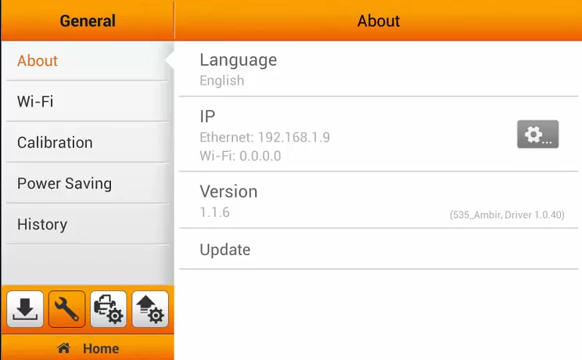 General
About
About
Wi-Fi
Calibration
Power Saving
History
Home
Language
English
IP
Ethernet: 192.168.1.9
Wi-Fi: 0.0.0.0
...
Version
1.1.6
(535_Ambir, Driver 1.0.40)
Update